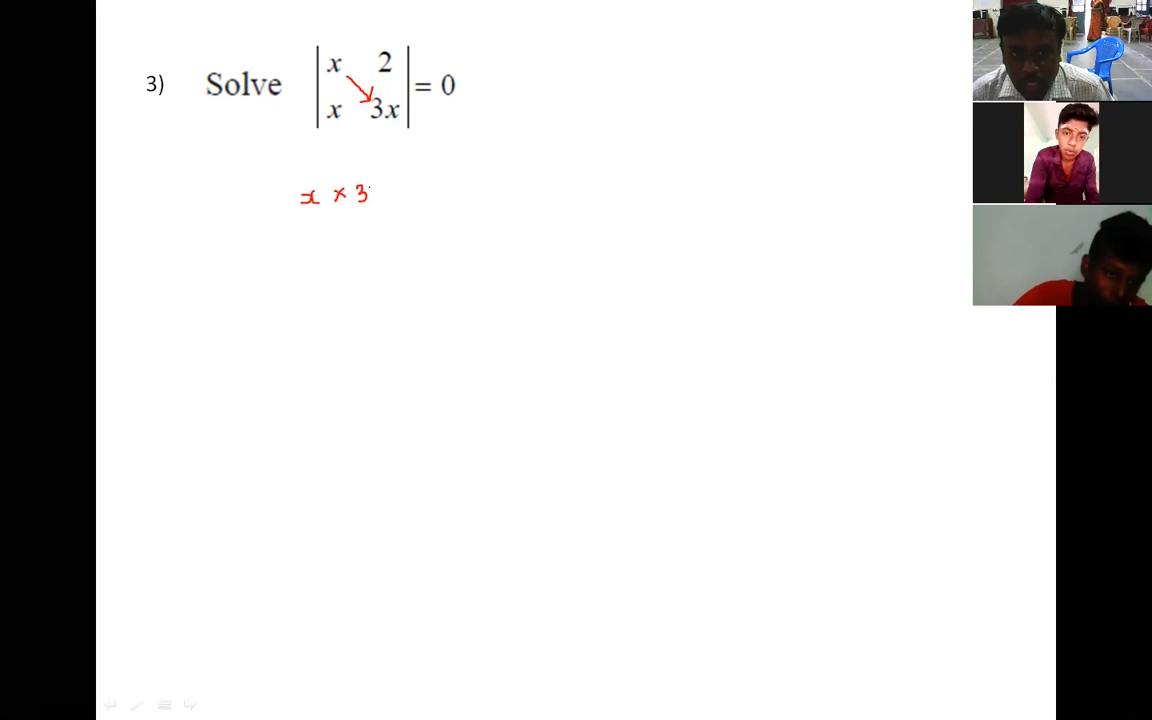 3) Solve | x 2 | = 0
| x 3x |
x × 3